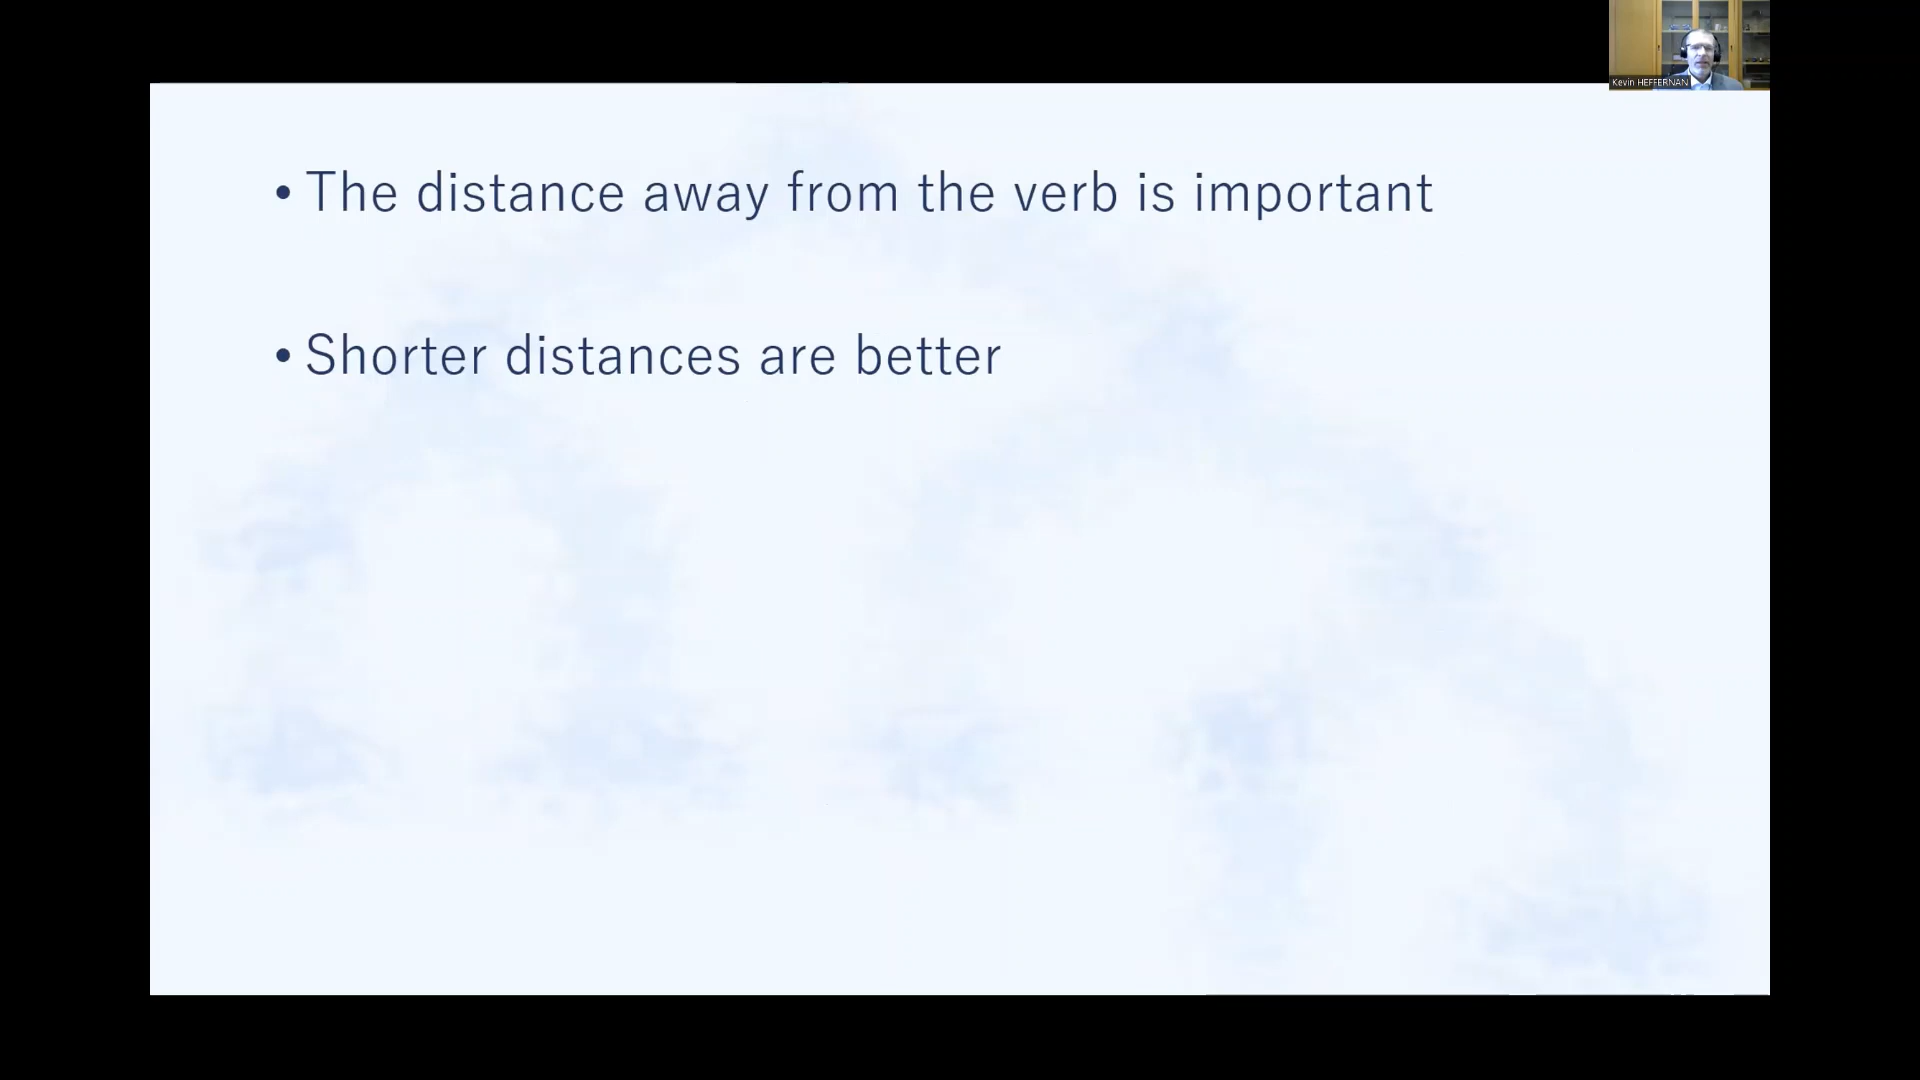 Kevin HEFFERNAN
• The distance away from the verb is important
• Shorter distances are better